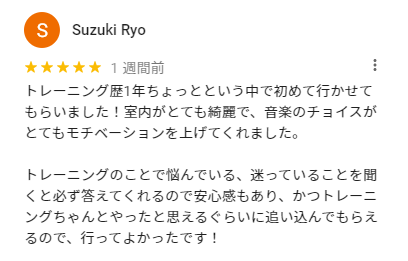 S
Suzuki Ryo
★★★★★ 1 週間前
トレーニング歴1年ちょっとという中で初めて行かせて
もらいました！室内がとても綺麗で、音楽のチョイスが
とてもモチベーションを上げてくれました。
トレーニングのことで悩んでいる、迷っていることを聞
くと必ず答えてくれるので安心感もあり、かつトレーニ
ングちゃんとやったと思えるぐらいに追い込んでもらえ
るので、行ってよかったです！